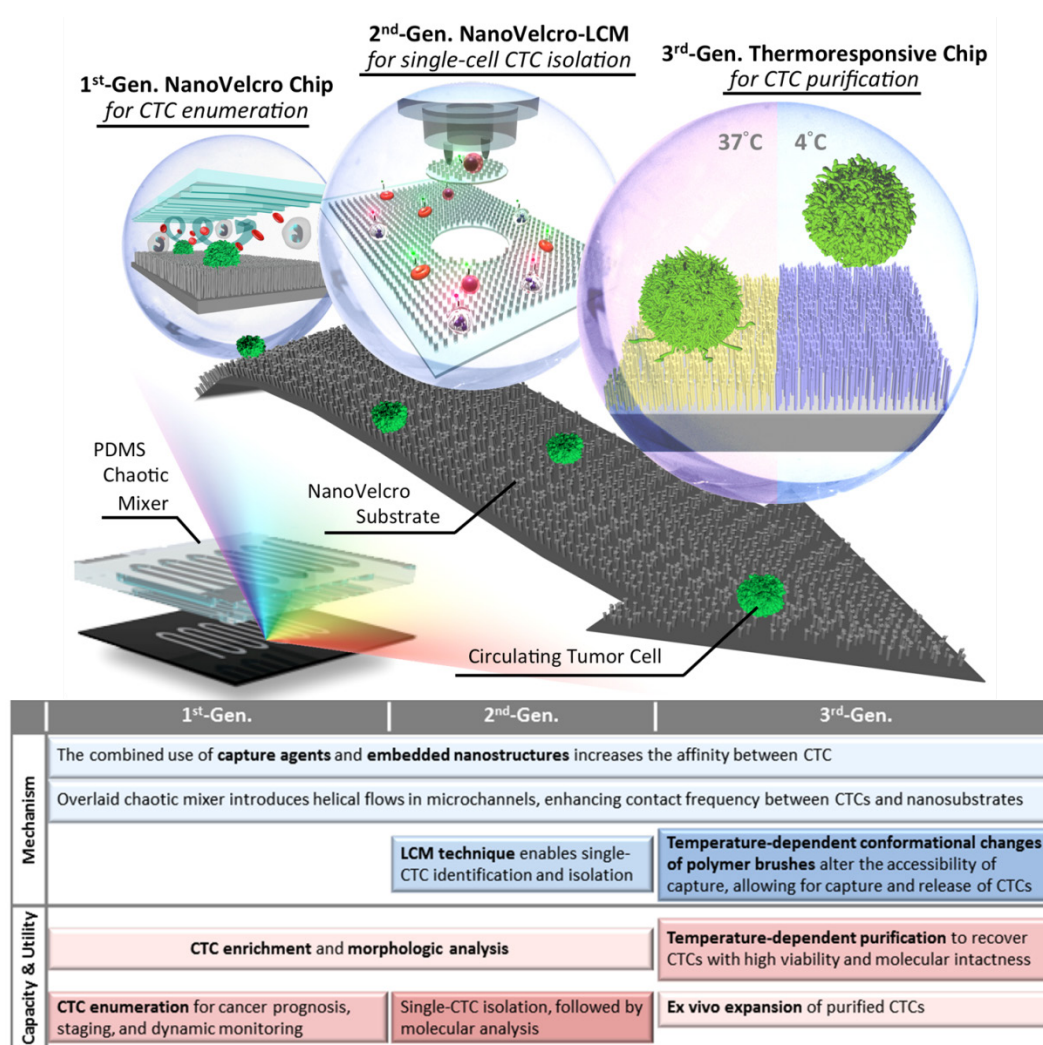 1st-Gen. NanoVelcro Chip
for CTC enumeration
2nd-Gen. NanoVelcro-LCM
for single-cell CTC isolation
3rd-Gen. Thermoresponsive Chip
for CTC purification
37°C
4°C
PDMS
Chaotic
Mixer
NanoVelcro
Substrate
Circulating Tumor Cell
1st-Gen.
2nd-Gen.
3rd-Gen.
Mechanism
The combined use of capture agents and embedded nanostructures increases the affinity between CTC
Overlaid chaotic mixer introduces helical flows in microchannels, enhancing contact frequency between CTCs and nanosubstrates
LCM technique enables single-
CTC identification and isolation
Temperature-dependent conformational changes
of polymer brushes alter the accessibility of
capture, allowing for capture and release of CTCs
Capacity & Utility
CTC enrichment and morphologic analysis
Temperature-dependent purification to recover
CTCs with high viability and molecular intactness
CTC enumeration for cancer prognosis,
staging, and dynamic monitoring
Single-CTC isolation, followed by
molecular analysis
Ex vivo expansion of purified CTCs